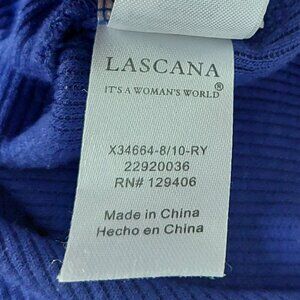 LASCANA
IT'S A WOMAN'S WORLD®
X34664-8/10-RY
22920036
RN# 129406
Made in China
Hecho en China